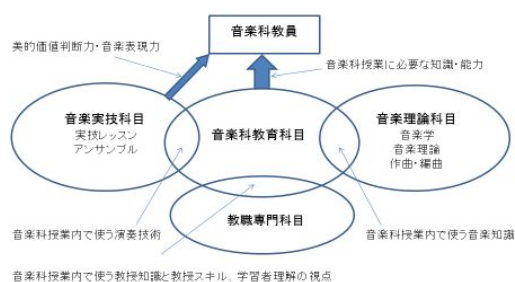 音楽科教員
美的価値判断力・音楽表現力
音楽科授業に必要な知識・能力
音楽実技科目
実技レッスン
アンサンブル
音楽科教育科目
音楽理論科目
音楽学
音楽理論
作曲・編曲
教職専門科目
音楽科授業内で使う演奏技術
音楽科授業内で使う音楽知識
音楽科授業内で使う教授知識と教授スキル，学習者理解の視点